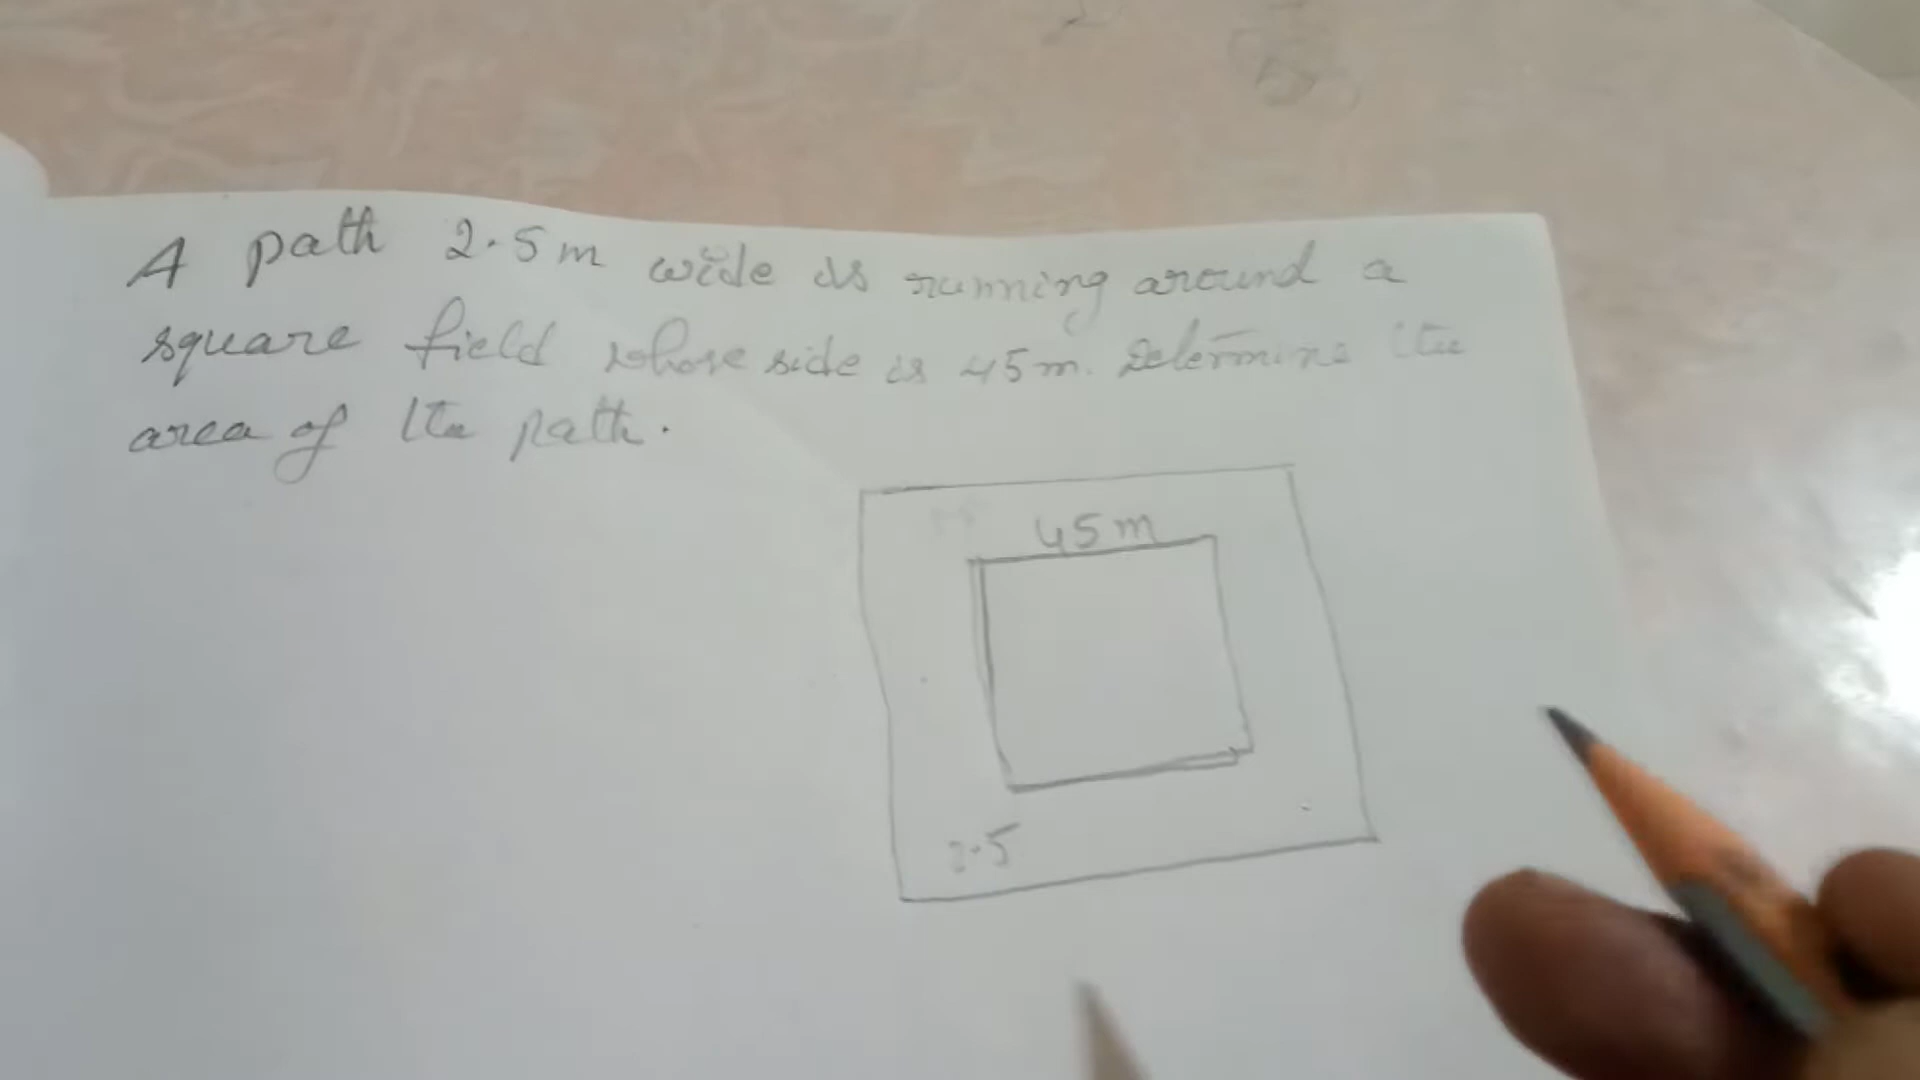 A path 2.5m wide is running around a
square field whose side is 45m. Determine the
area of the path.
45m
2.5